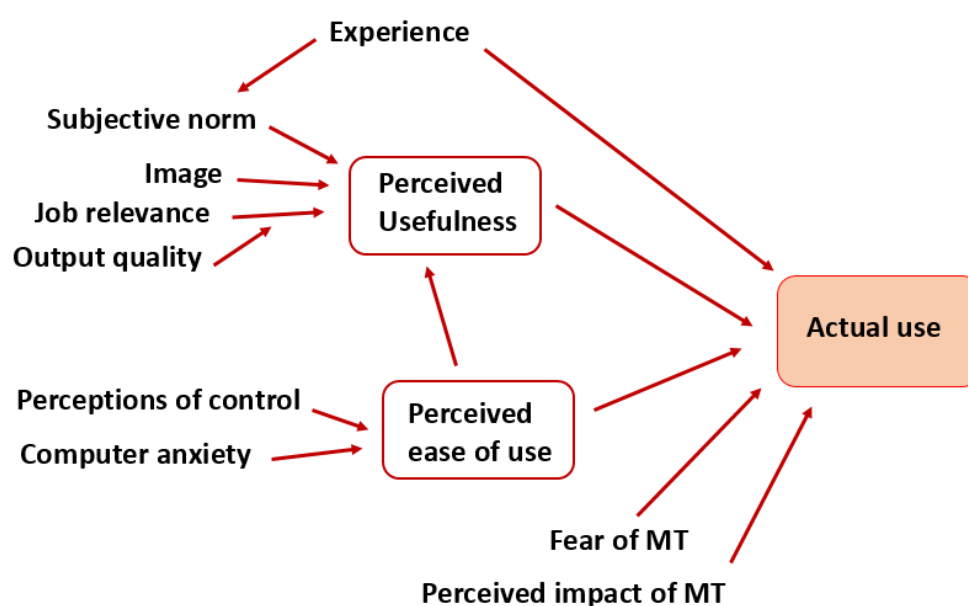 Experience
Subjective norm
Image
Job relevance
Output quality
Perceived
Usefulness
Actual use
Perceptions of control
Computer anxiety
Perceived
ease of use
Fear of MT
Perceived impact of MT